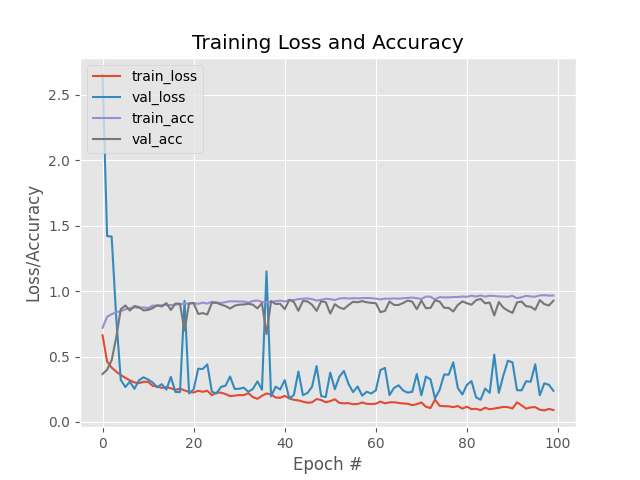 Training Loss and Accuracy
train_loss
val_loss
train_acc
val_acc
2.5
2.0
1.5
1.0
0.5
0.0
Loss/Accuracy
0 20 40 60 80 100
Epoch #